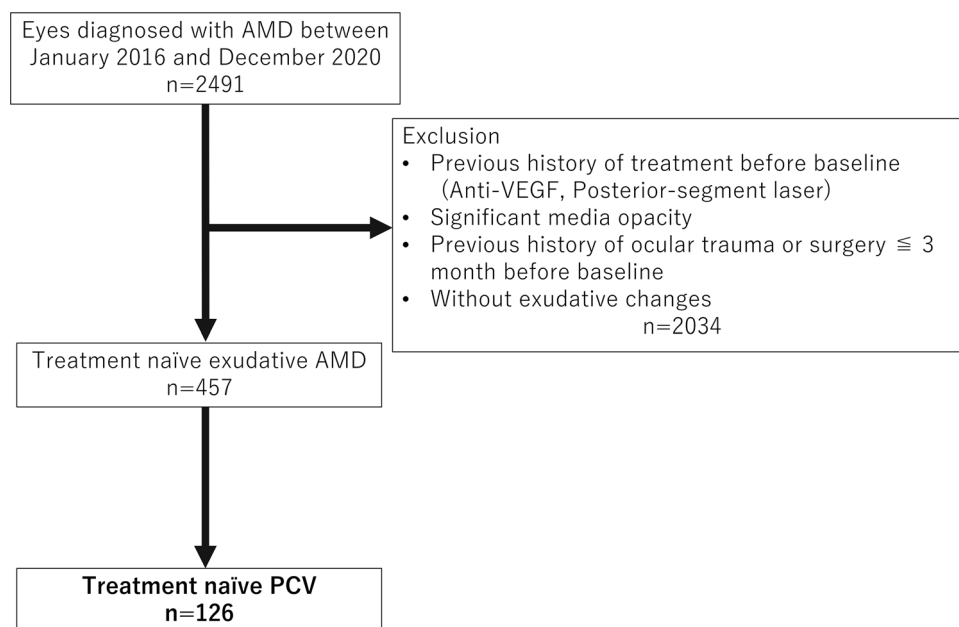 Eyes diagnosed with AMD between
January 2016 and December 2020
n=2491
Exclusion
• Previous history of treatment before baseline
（Anti-VEGF, Posterior-segment laser）
• Significant media opacity
• Previous history of ocular trauma or surgery ≦ 3
month before baseline
• Without exudative changes
n=2034
Treatment naïve exudative AMD
n=457
Treatment naïve PCV
n=126